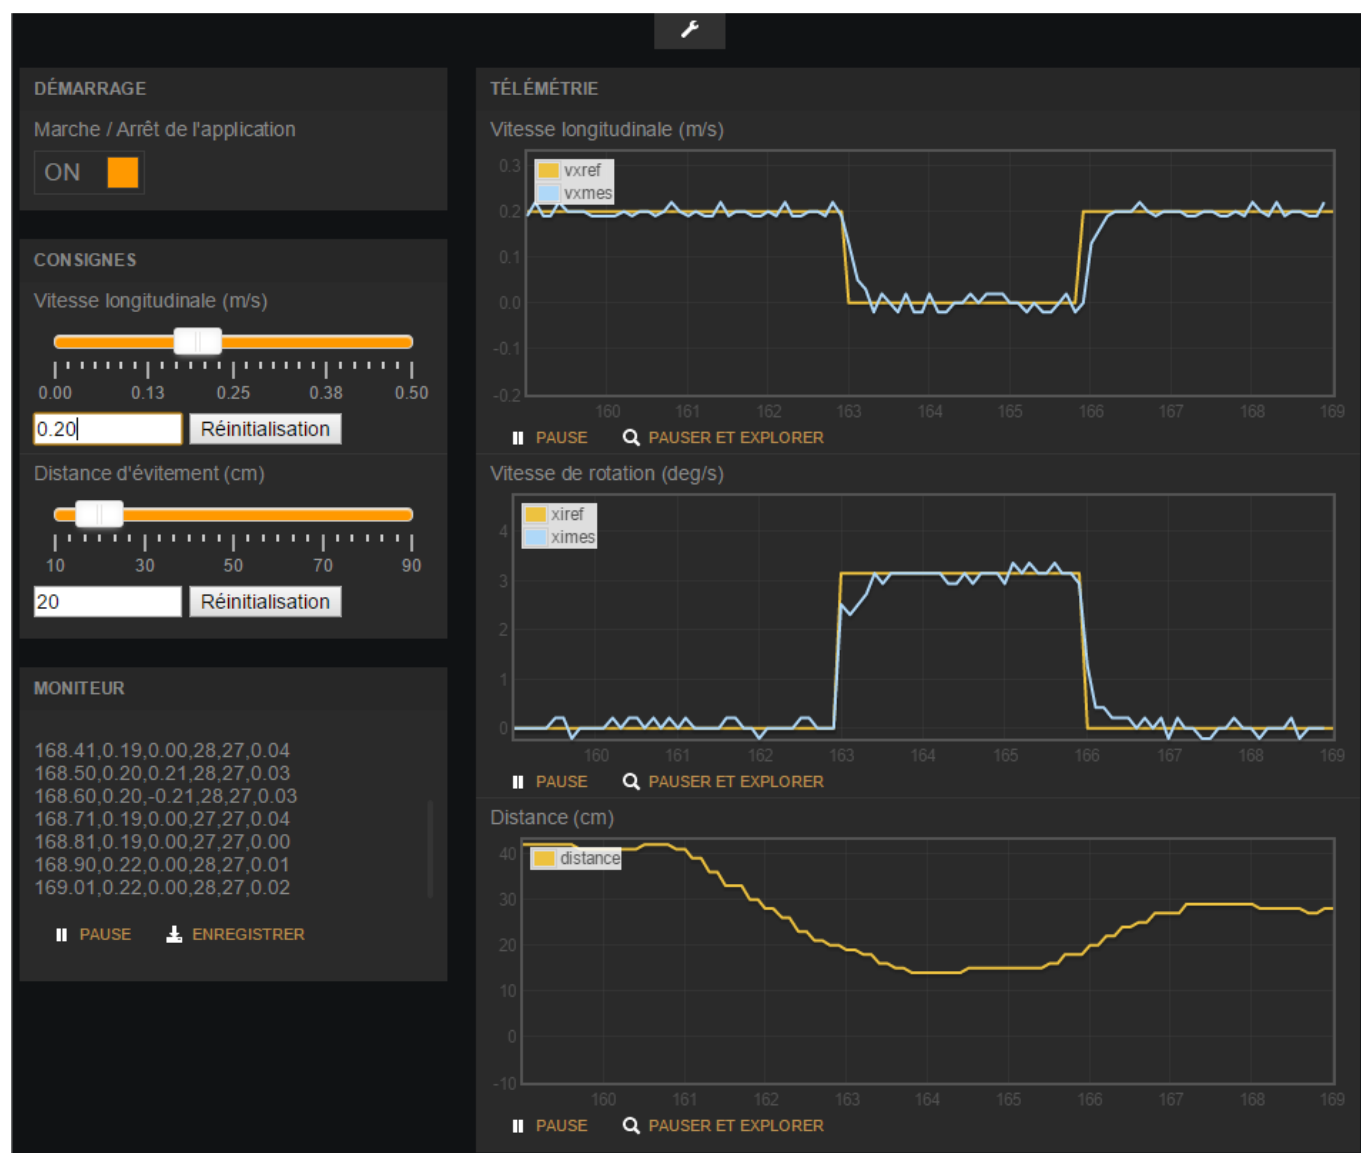 DÉMARRAGE
Marche / Arrêt de l'application
ON
CONSIGNES
Vitesse longitudinale (m/s)
0.00 0.13 0.25 0.38 0.50
0.20 Réinitialisation
Distance d'évitement (cm)
10 30 50 70 90
20 Réinitialisation
MONITEUR
168.41,0.19,0.00,28,27,0.04
168.50,0.20,0.21,28,27,0.03
168.60,0.20,-0.21,28,27,0.03
168.71,0.19,0.00,27,27,0.04
168.81,0.19,0.00,27,27,0.00
168.90,0.22,0.00,28,27,0.01
169.01,0.22,0.00,28,27,0.02
PAUSE ENREGISTRER
TÉLÉMÉTRIE
Vitesse longitudinale (m/s)
0.3
0.2
0.1
0.0
-0.1
-0.2
vxref
vxmes
160 161 162 163 164 165 166 167 168 169
PAUSE PAUSER ET EXPLORER
Vitesse de rotation (deg/s)
4
3
2
1
0
xiref
ximes
160 161 162 163 164 165 166 167 168 169
PAUSE PAUSER ET EXPLORER
Distance (cm)
40
30
20
10
0
-10
distance
160 161 162 163 164 165 166 167 168 169
PAUSE PAUSER ET EXPLORER